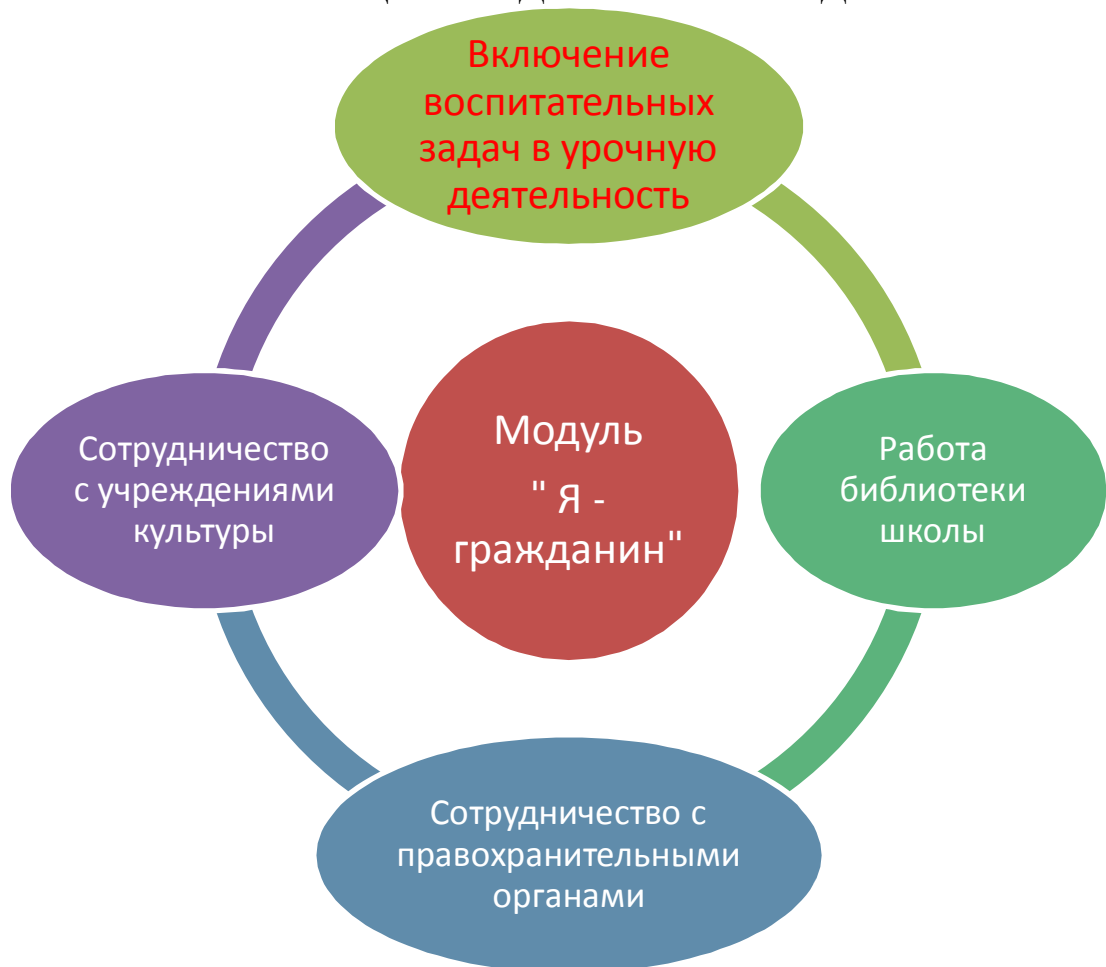 Включение
воспитательных
задач в урочную
деятельность
Сотрудничество
с учреждениями
культуры
Модуль
" Я -
гражданин"
Работа
библиотеки
школы
Сотрудничество с
правохранительными
органами